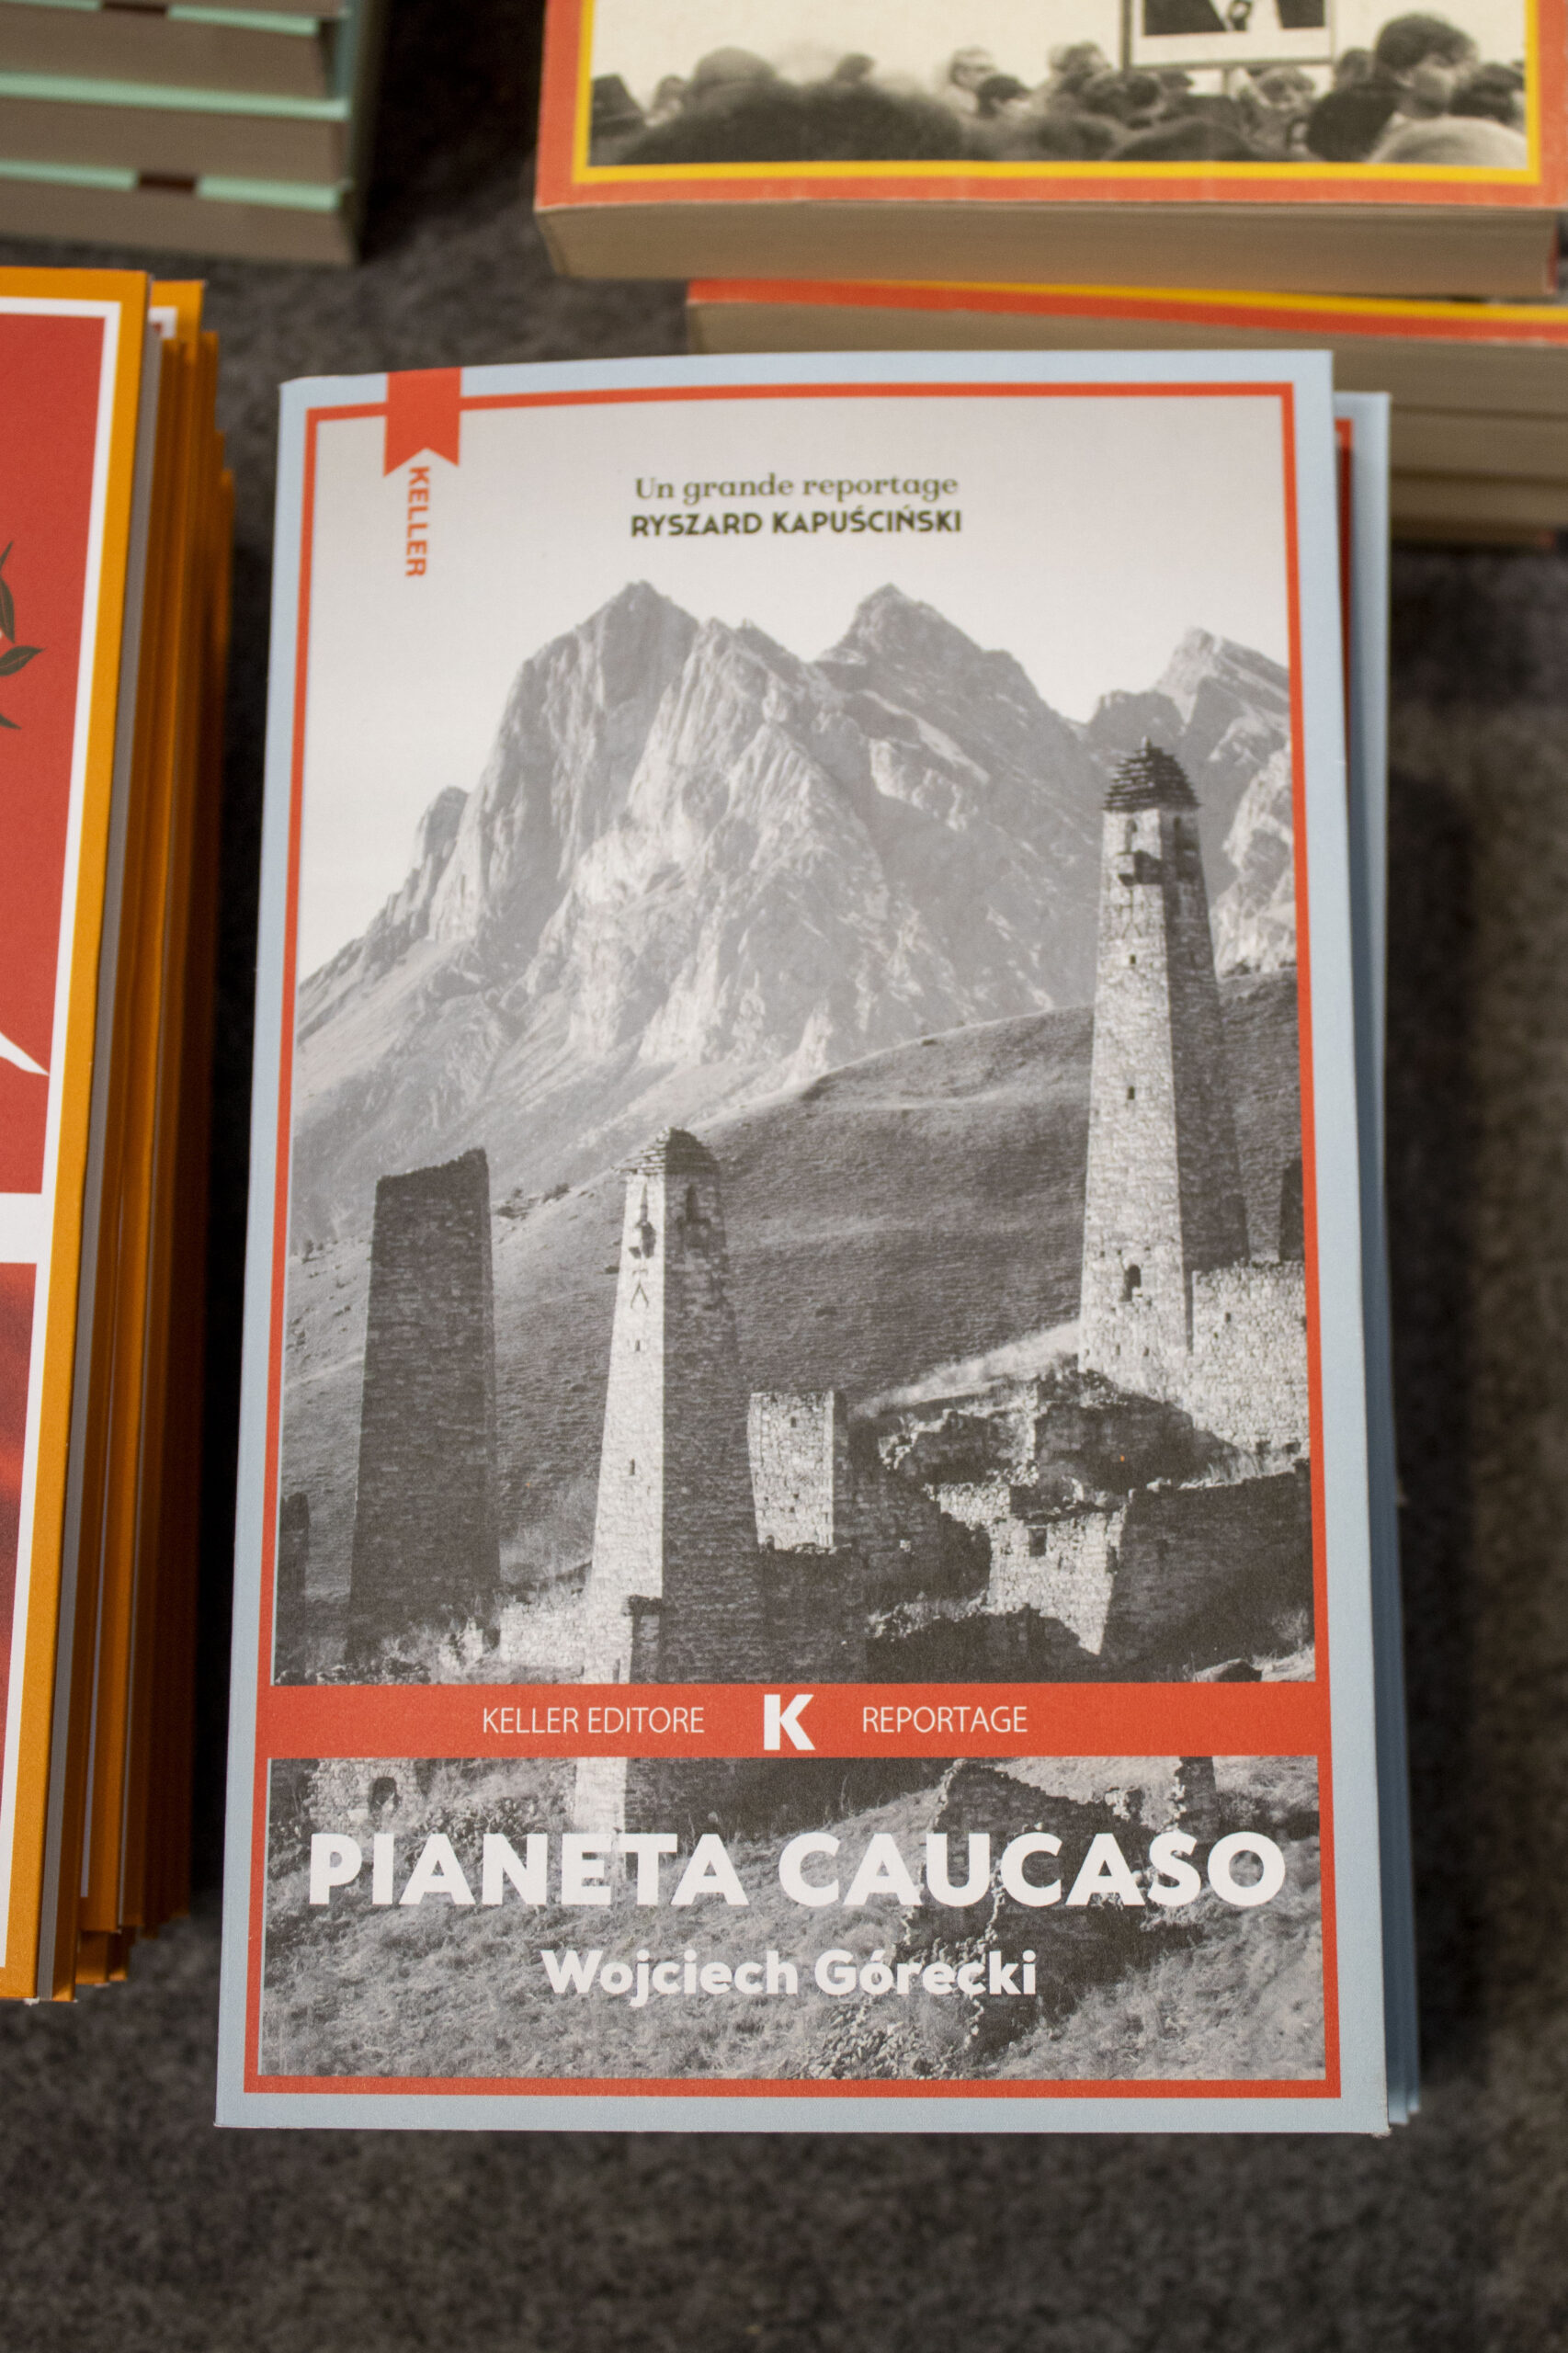 KELLER
Un grande reportage
RYSZARD KAPUŚCIŃSKI
KELLER EDITORE K REPORTAGE
PIANETA CAUCASO
Wojciech Górecki